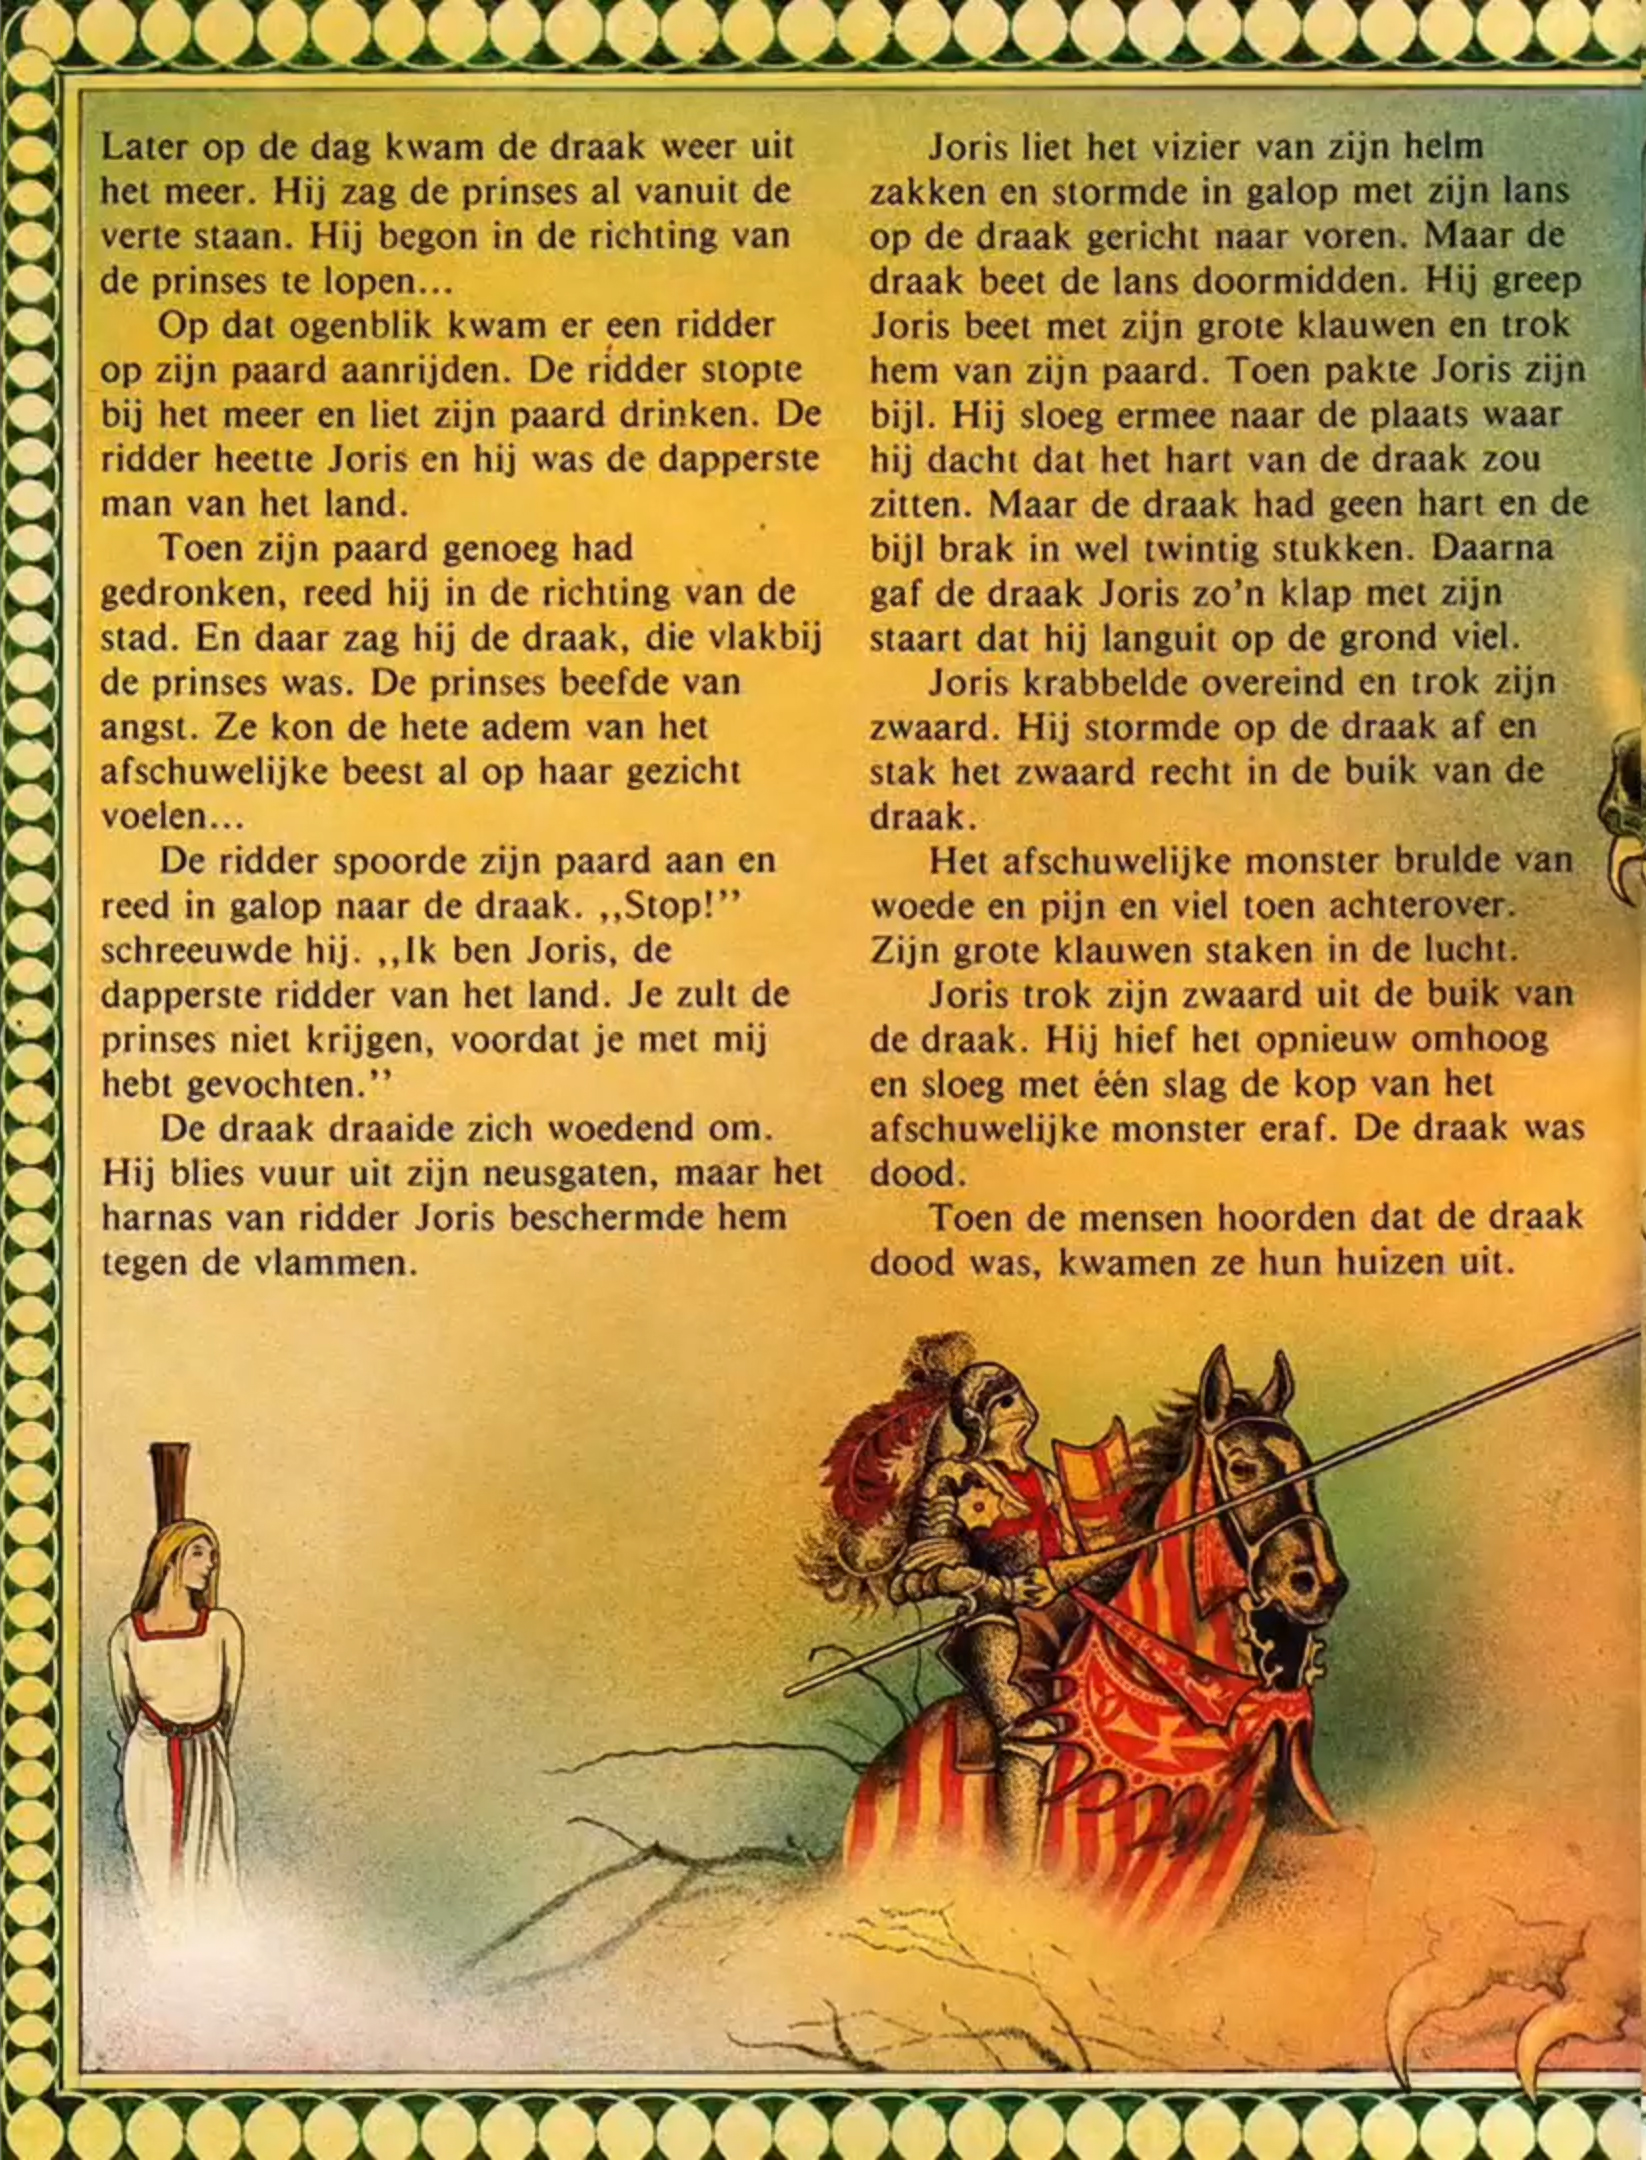 Later op de dag kwam de draak weer uit
het meer. Hij zag de prinses al vanuit de
verte staan. Hij begon in de richting van
de prinses te lopen...
Op dat ogenblik kwam er een ridder
op zijn paard aanrijden. De ridder stopte
bij het meer en liet zijn paard drinken. De
ridder heette Joris en hij was de dapperste
man van het land.
Toen zijn paard genoeg had
gedronken, reed hij in de richting van de
stad. En daar zag hij de draak, die vlakbij
de prinses was. De prinses beefde van
angst. Ze kon de hete adem van het
afschuwelijke beest al op haar gezicht
voelen...
De ridder spoorde zijn paard aan en
reed in galop naar de draak. ,,Stop!’’
schreeuwde hij. ,,Ik ben Joris, de
dapperste ridder van het land. Je zult de
prinses niet krijgen, voordat je met mij
hebt gevochten.’’
De draak draaide zich woedend om.
Hij blies vuur uit zijn neusgaten, maar het
harnas van ridder Joris beschermde hem
tegen de vlammen.
Joris liet het vizier van zijn helm
zakken en stormde in galop met zijn lans
op de draak gericht naar voren. Maar de
draak beet de lans doormidden. Hij greep
Joris beet met zijn grote klauwen en trok
hem van zijn paard. Toen pakte Joris zijn
bijl. Hij sloeg ermee naar de plaats waar
hij dacht dat het hart van de draak zou
zitten. Maar de draak had geen hart en de
bijl brak in wel twintig stukken. Daarna
gaf de draak Joris zo’n klap met zijn
staart dat hij languit op de grond viel.
Joris krabbelde overeind en trok zijn
zwaard. Hij stormde op de draak af en
stak het zwaard recht in de buik van de
draak.
Het afschuwelijke monster brulde van
woede en pijn en viel toen achterover.
Zijn grote klauwen staken in de lucht.
Joris trok zijn zwaard uit de buik van
de draak. Hij hief het opnieuw omhoog
en sloeg met één slag de kop van het
afschuwelijke monster eraf. De draak was
dood.
Toen de mensen hoorden dat de draak
dood was, kwamen ze hun huizen uit.